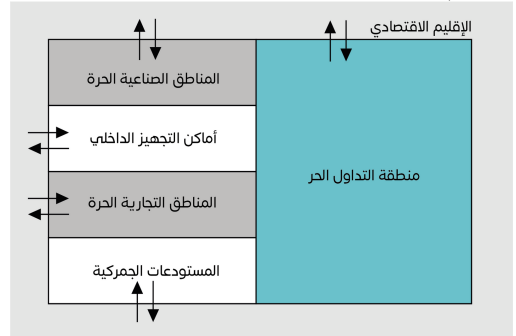 الإقليم الاقتصادي
المناطق الصناعية الحرة
أماكن التجهيز الداخلي
منطقة التداول الحر
المناطق التجارية الحرة
المستودعات الجمركية